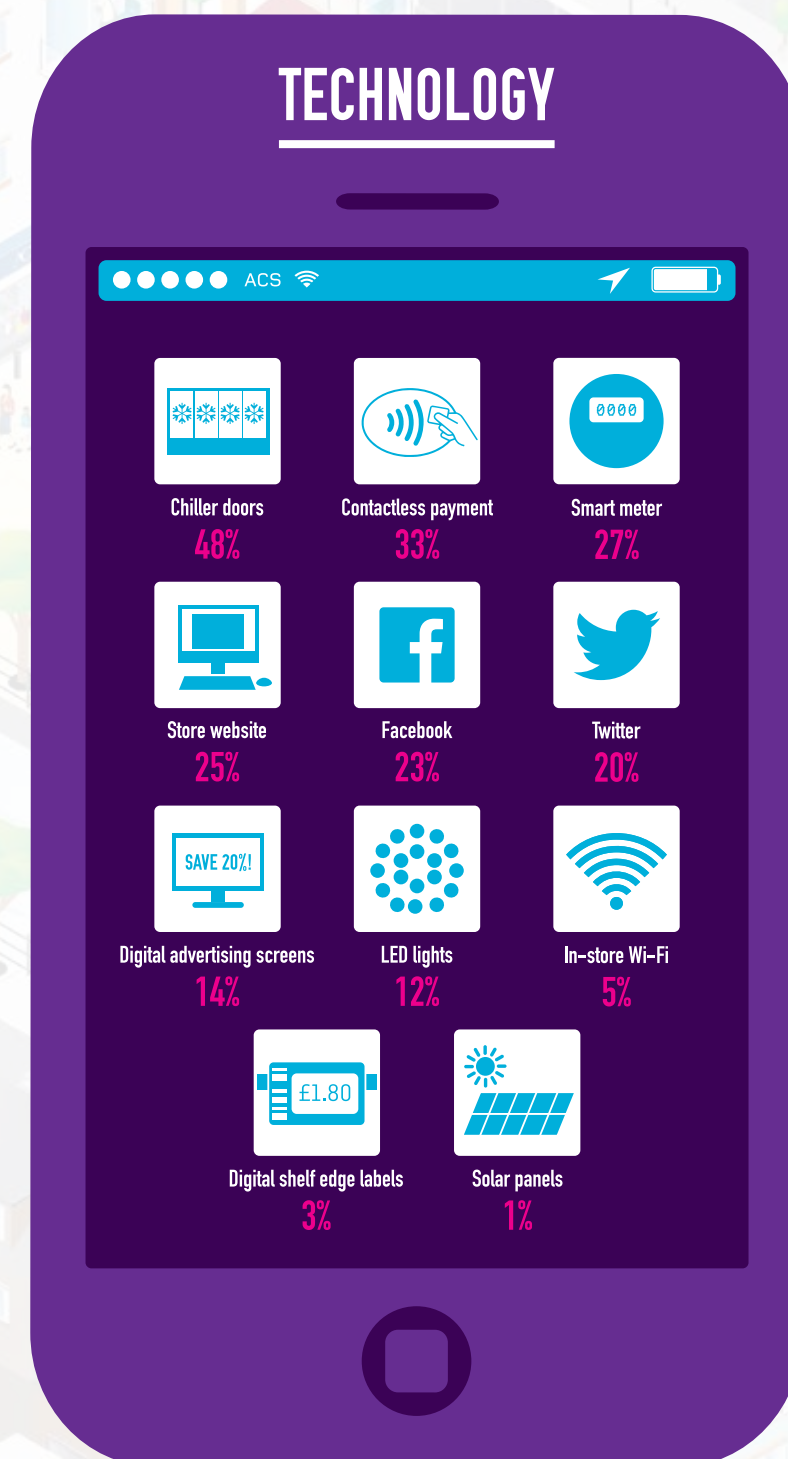 TECHNOLOGY
ACS
0000
Chiller doors
Contactless payment
Smart meter
48%
33%
27%
Store website
Facebook
Twitter
25%
23%
20%
SAVE 20%!
Digital advertising screens
LED lights
In-store Wi-Fi
14%
12%
5%
£1.80
Digital shelf edge labels
Solar panels
3%
1%